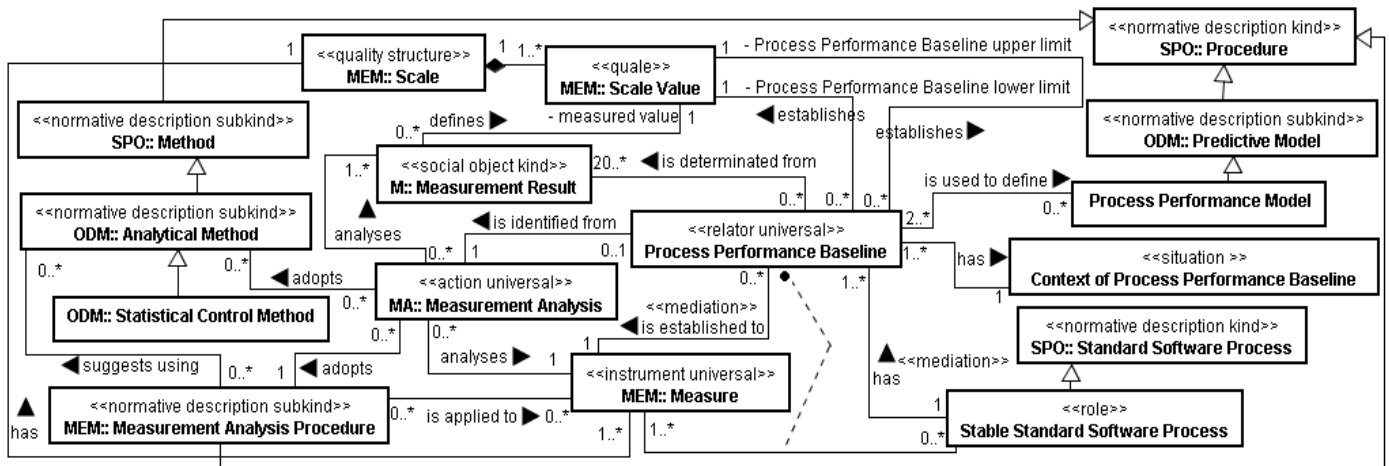 <<quality structure>>
MEM:: Scale
1
1
1..*
<<quale>>
MEM:: Scale Value
1
- Process Performance Baseline upper limit
1
- Process Performance Baseline lower limit
<<normative description kind>>
SPO:: Procedure
<<normative description subkind>>
SPO:: Method
defines
0..*
- measured value
1
establishes
establishes
<<normative description subkind>>
ODM:: Predictive Model
1..*
<<social object kind>>
M:: Measurement Result
20..*
is determinated from
0..*
0..*
0..*
is used to define
2..*
0..*
Process Performance Model
<<normative description subkind>>
ODM:: Analytical Method
analyses
is identified from
1
0..1
<<relator universal>>
Process Performance Baseline
0..*
0..*
0..*
adopts
0..*
<<action universal>>
MA:: Measurement Analysis
0..*
1..*
1..*
has
1
<<situation >>
Context of Process Performance Baseline
ODM:: Statistical Control Method
0..*
0..*
<<mediation>>
is established to
1
analyses
1
<<normative description kind>>
SPO:: Standard Software Process
suggests using
0..*
1
adopts
<<instrument universal>>
MEM:: Measure
<<mediation>>
has
1
<<normative description subkind>>
MEM:: Measurement Analysis Procedure
has
0..*
is applied to
0..*
1..*
1..*
0..*
<<role>>
Stable Standard Software Process